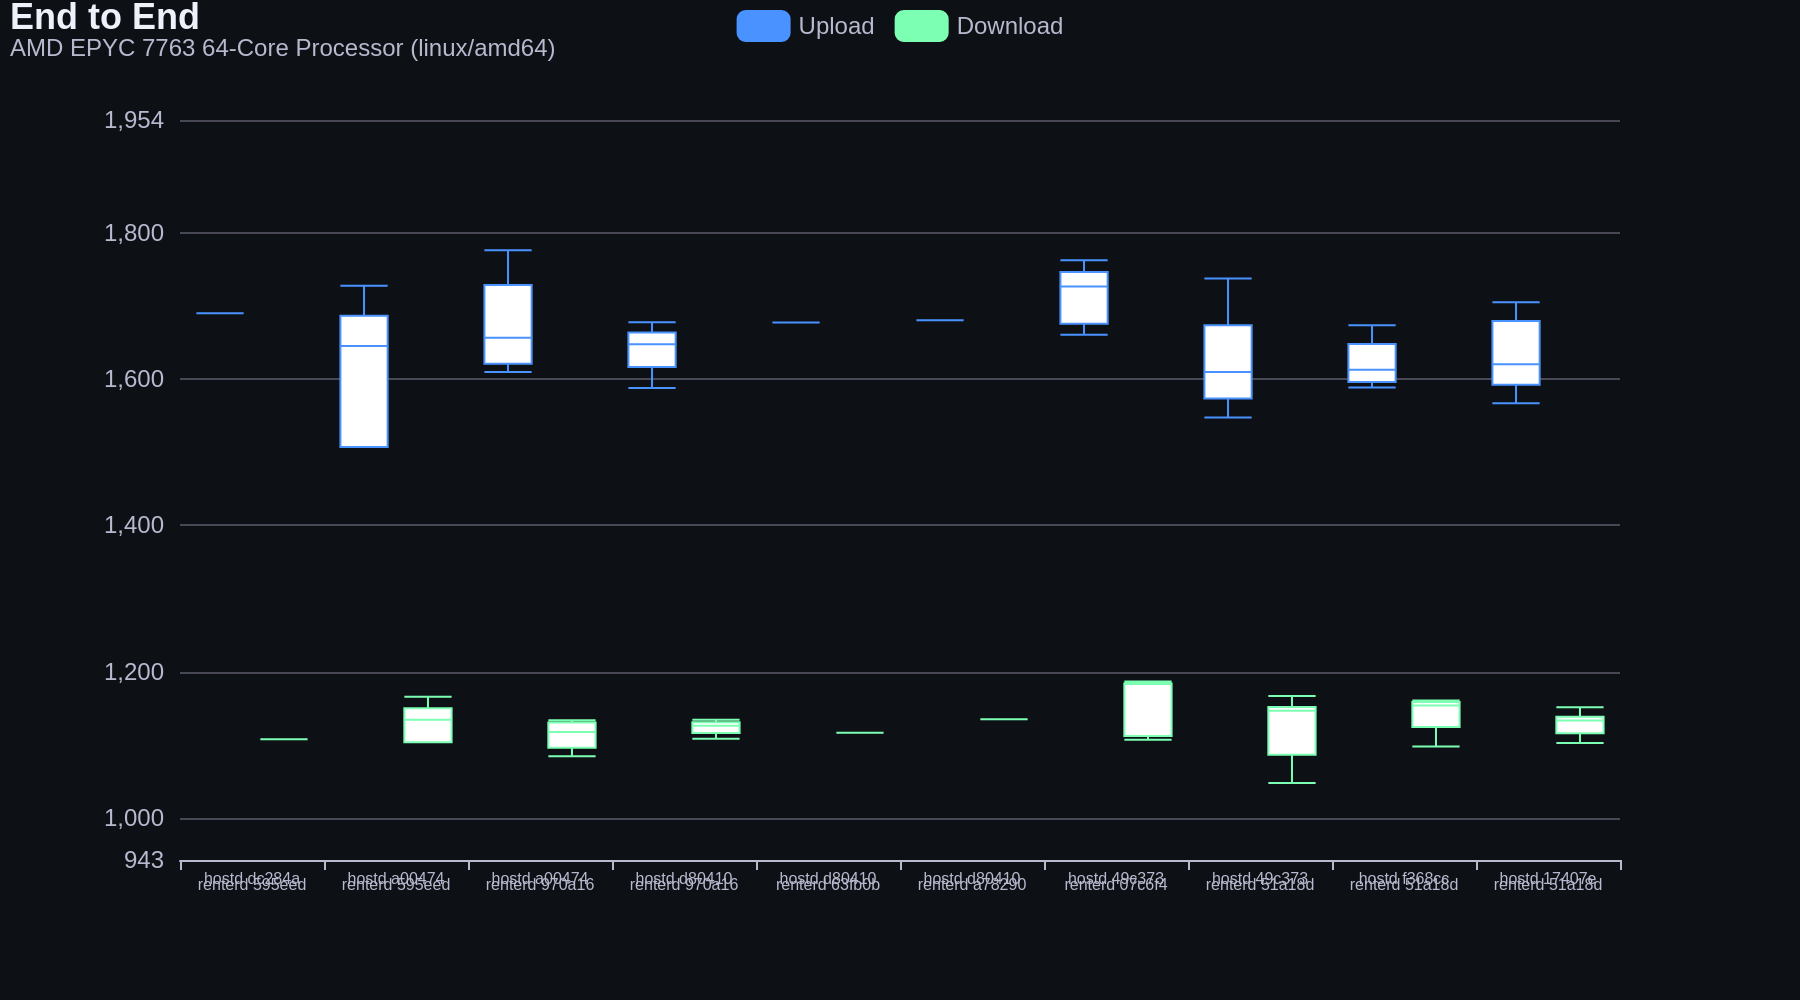 End to End
AMD EPYC 7763 64-Core Processor (linux/amd64)
Upload
Download
1,954
1,800
1,600
1,400
1,200
1,000
943
hostd dc284a
renterd 595eed
hostd a00474
renterd 595eed
hostd a00474
renterd 970a16
hostd d80410
renterd 970a16
hostd d80410
renterd
hostd d80410
renterd a78290
hostd 49c373
renterd
hostd 49c373
renterd 51a18d
hostd f368cc
renterd 51a18d
hostd 17407e
renterd 51a18d